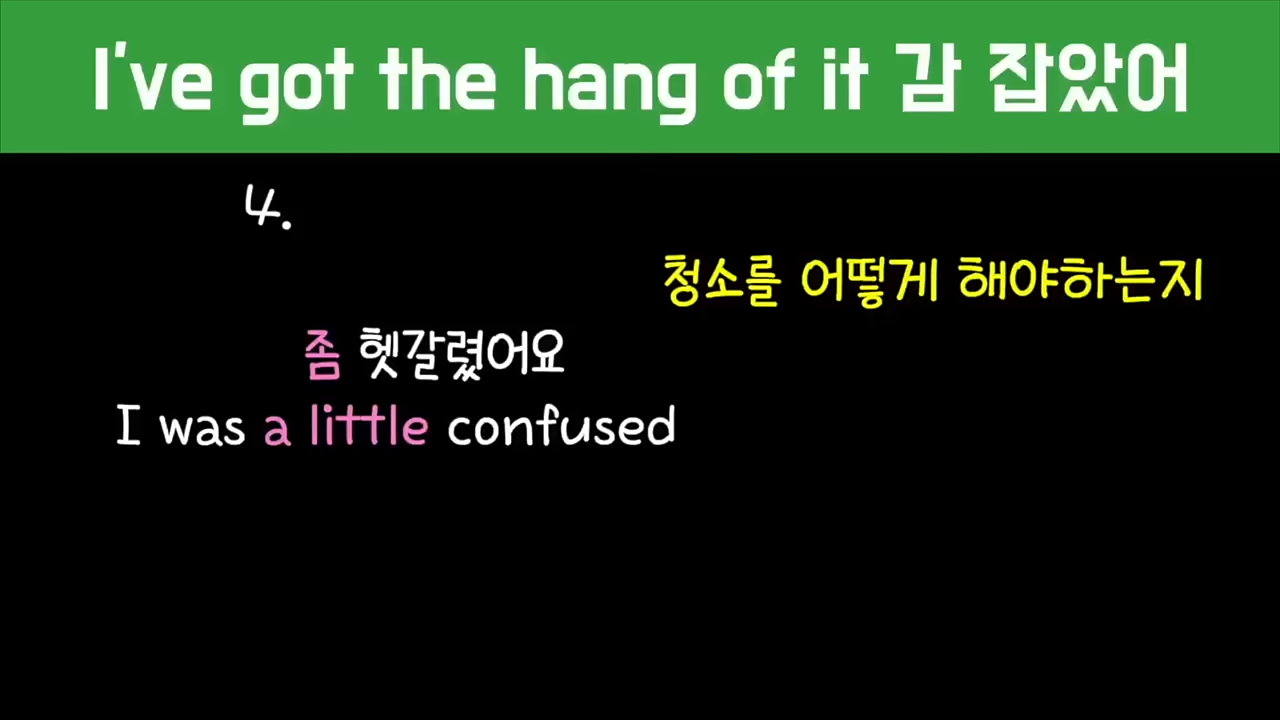 I've got the hang of it 감 잡았어
4.
청소를 어떻게 해야하는지
좀 헷갈렸어요
I was a little confused